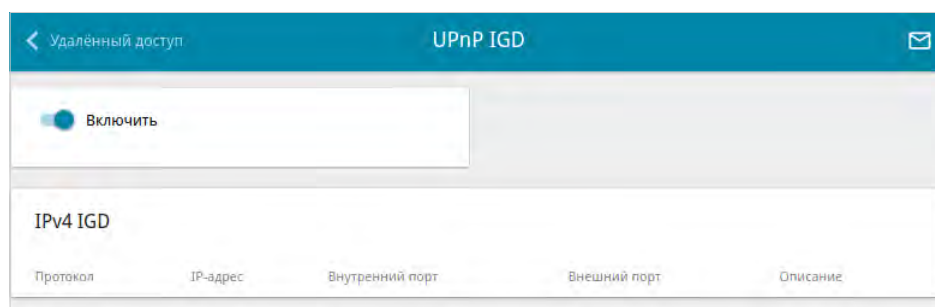 Удалённый доступ UPnP IGD
Включить
IPv4 IGD
Протокол IP-адрес Внутренний порт Внешний порт Описание